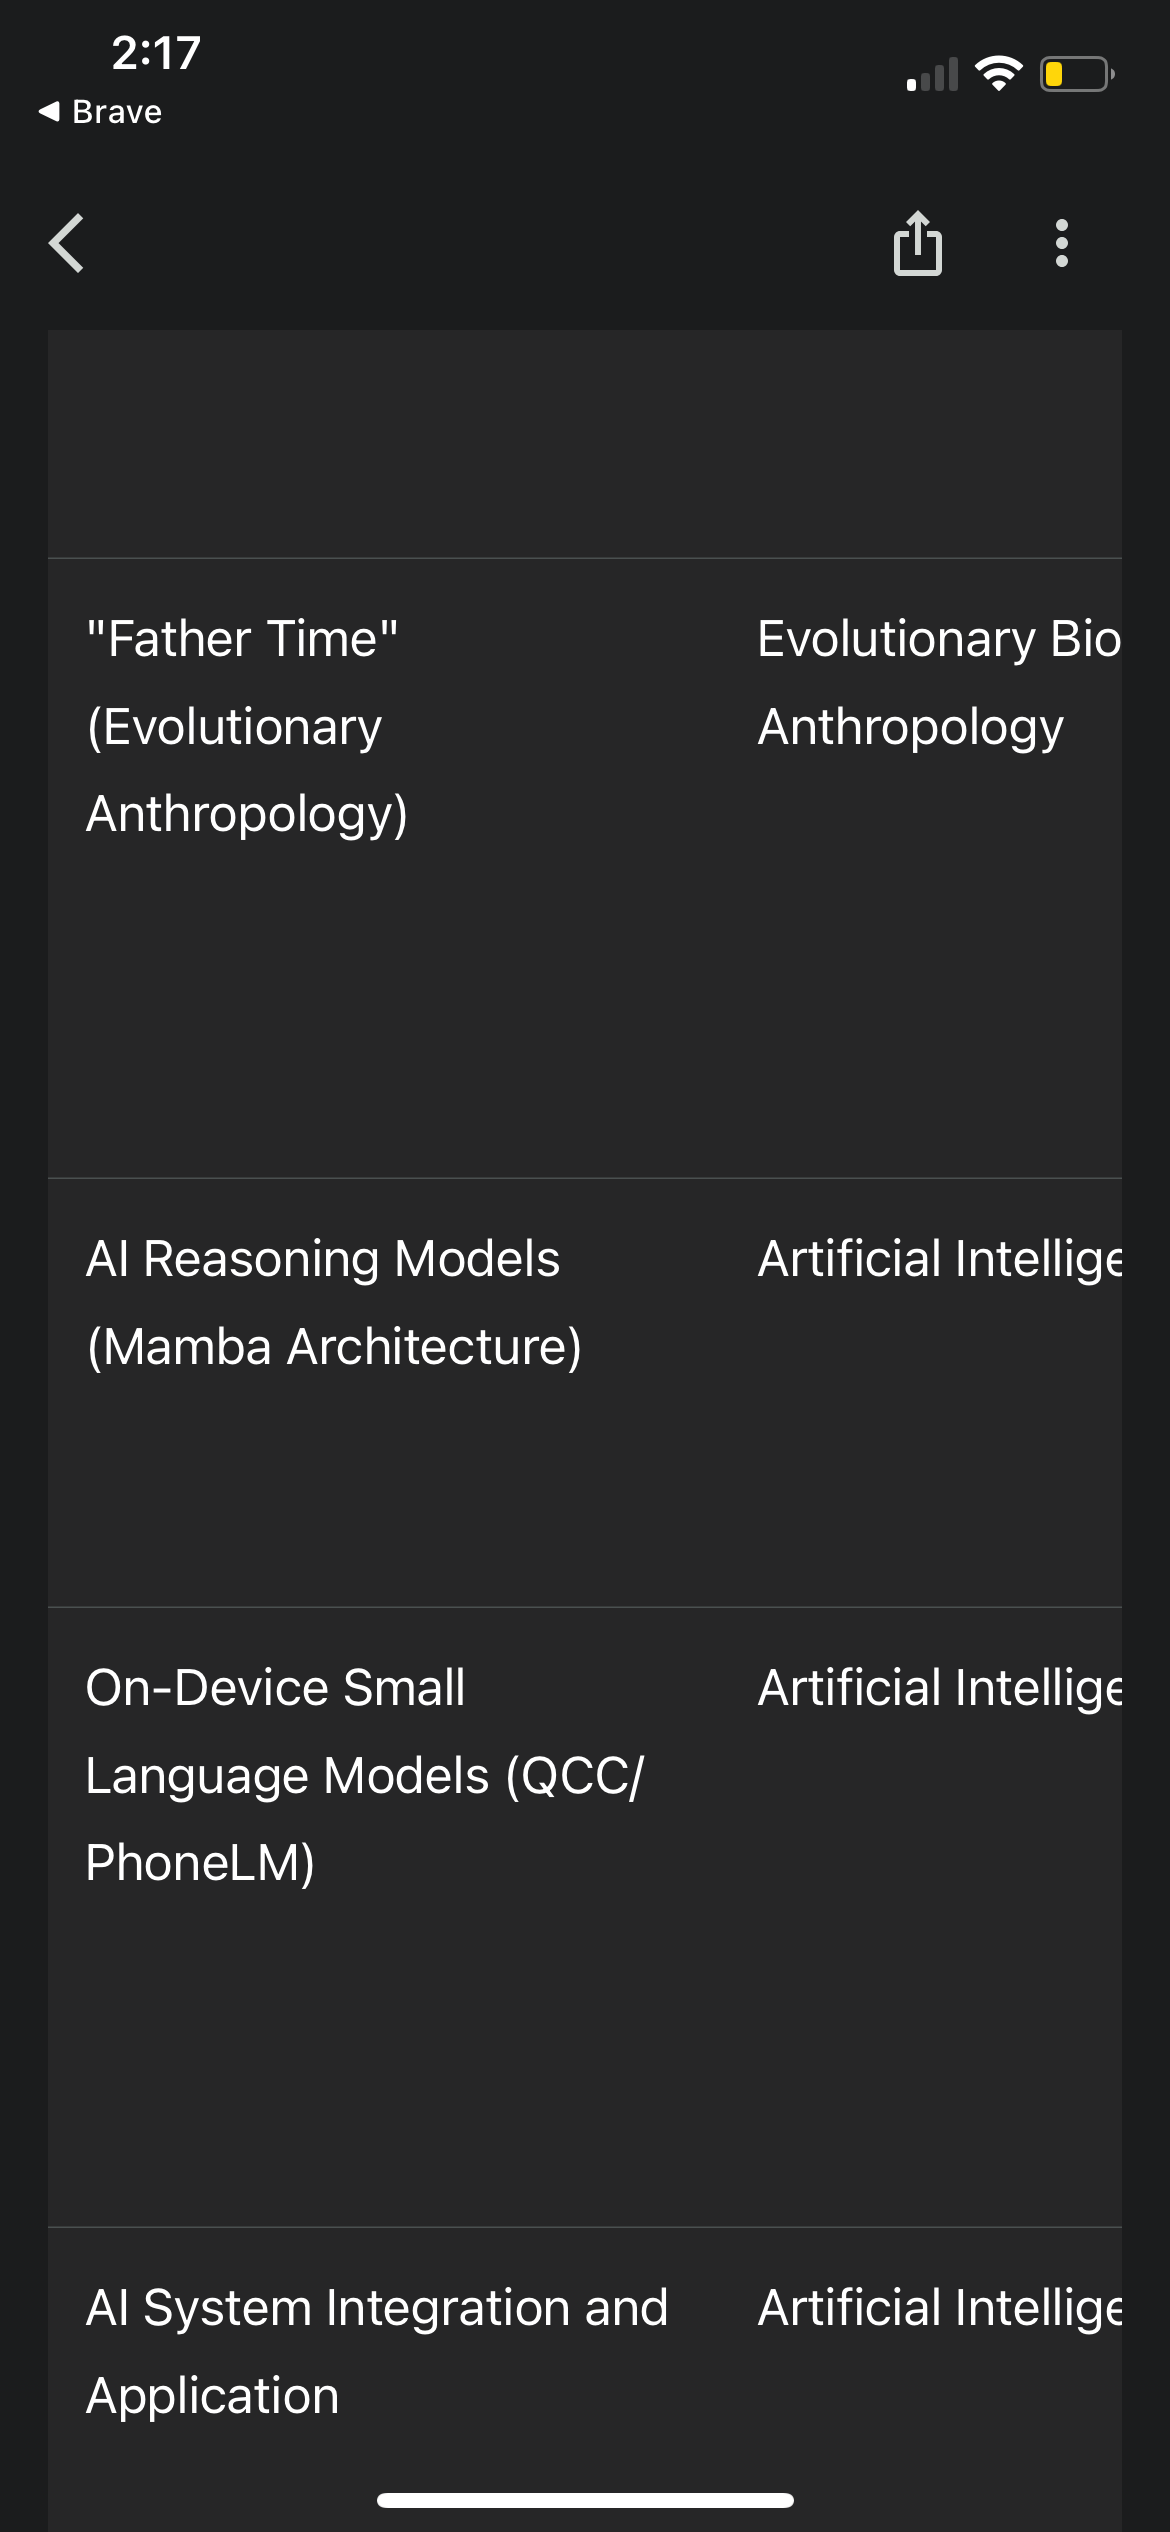 2:17
Brave
"Father Time"
(Evolutionary
Anthropology)
Evolutionary Bio
Anthropology
AI Reasoning Models
(Mamba Architecture)
Artificial Intellige
On-Device Small
Language Models (QCC/
PhoneLM)
Artificial Intellige
AI System Integration and
Application
Artificial Intellige